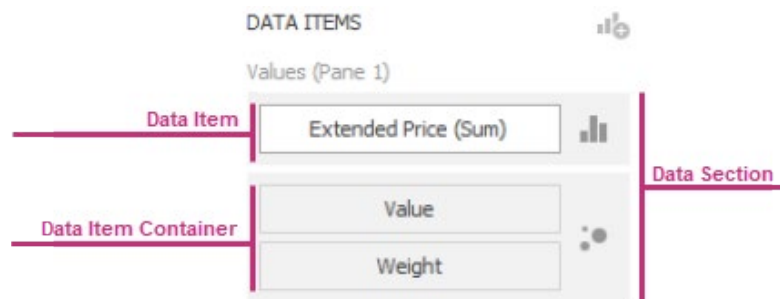 DATA ITEMS
Values (Pane 1)
Data Item
Extended Price (Sum)
Data Section
Value
Data Item Container
Weight